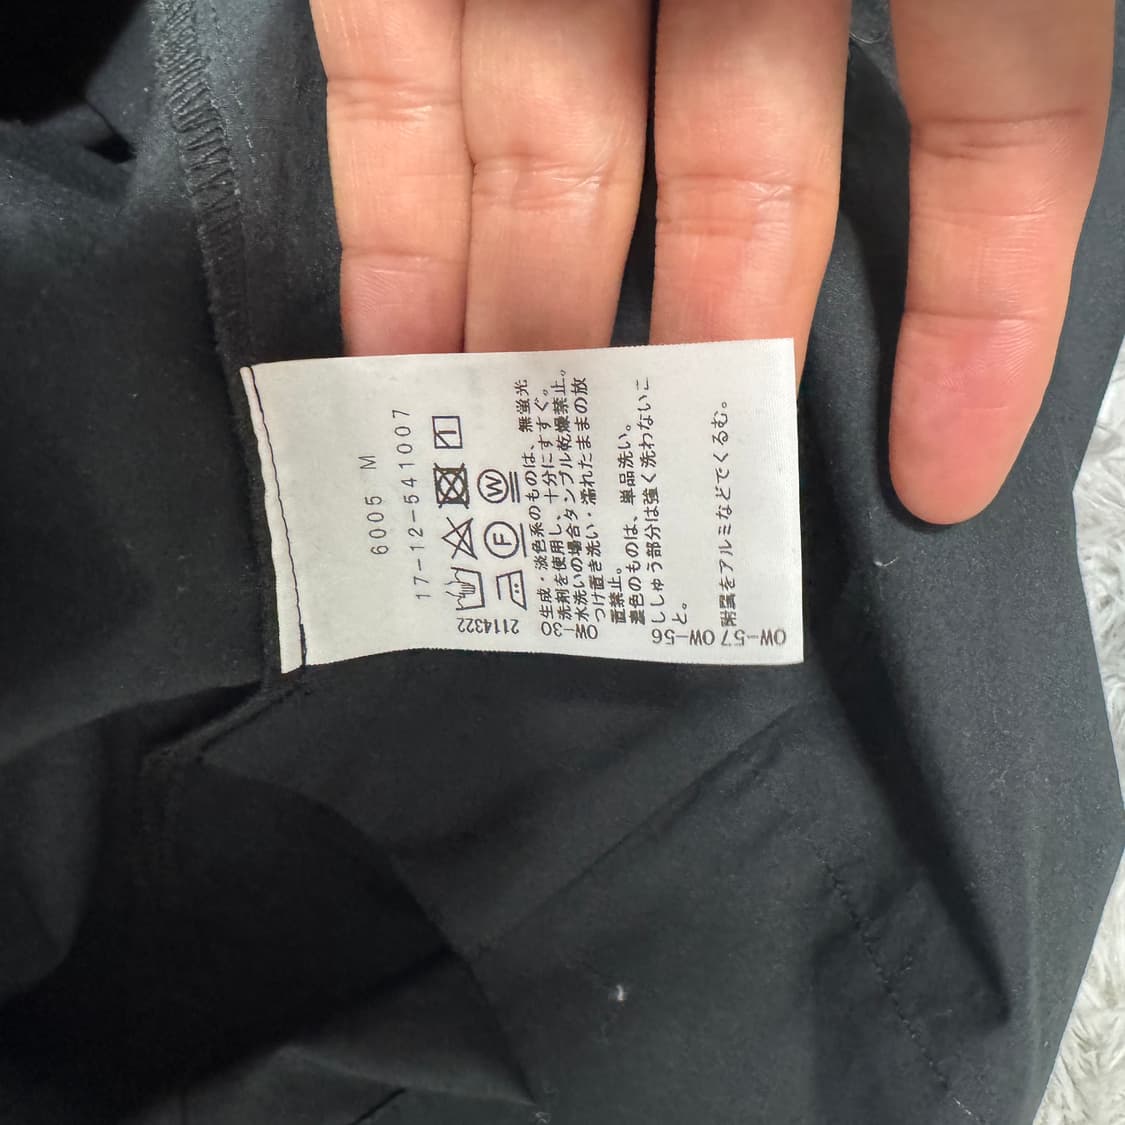 6005 M
17-12-541007
2114322
F W
〇生成・淡色系のものは、無蛍光
洗剤を使用し、十分にすすぐ。
水洗いの場合タンブル乾燥禁止。
つけ置き洗い・濡れたままの放
置禁止。
濃色のものは、単品洗い。
ししゅう部分は強く洗わないこ
と。
附属をアルミなどでくるむ。
OW-56
OW-57
OW-